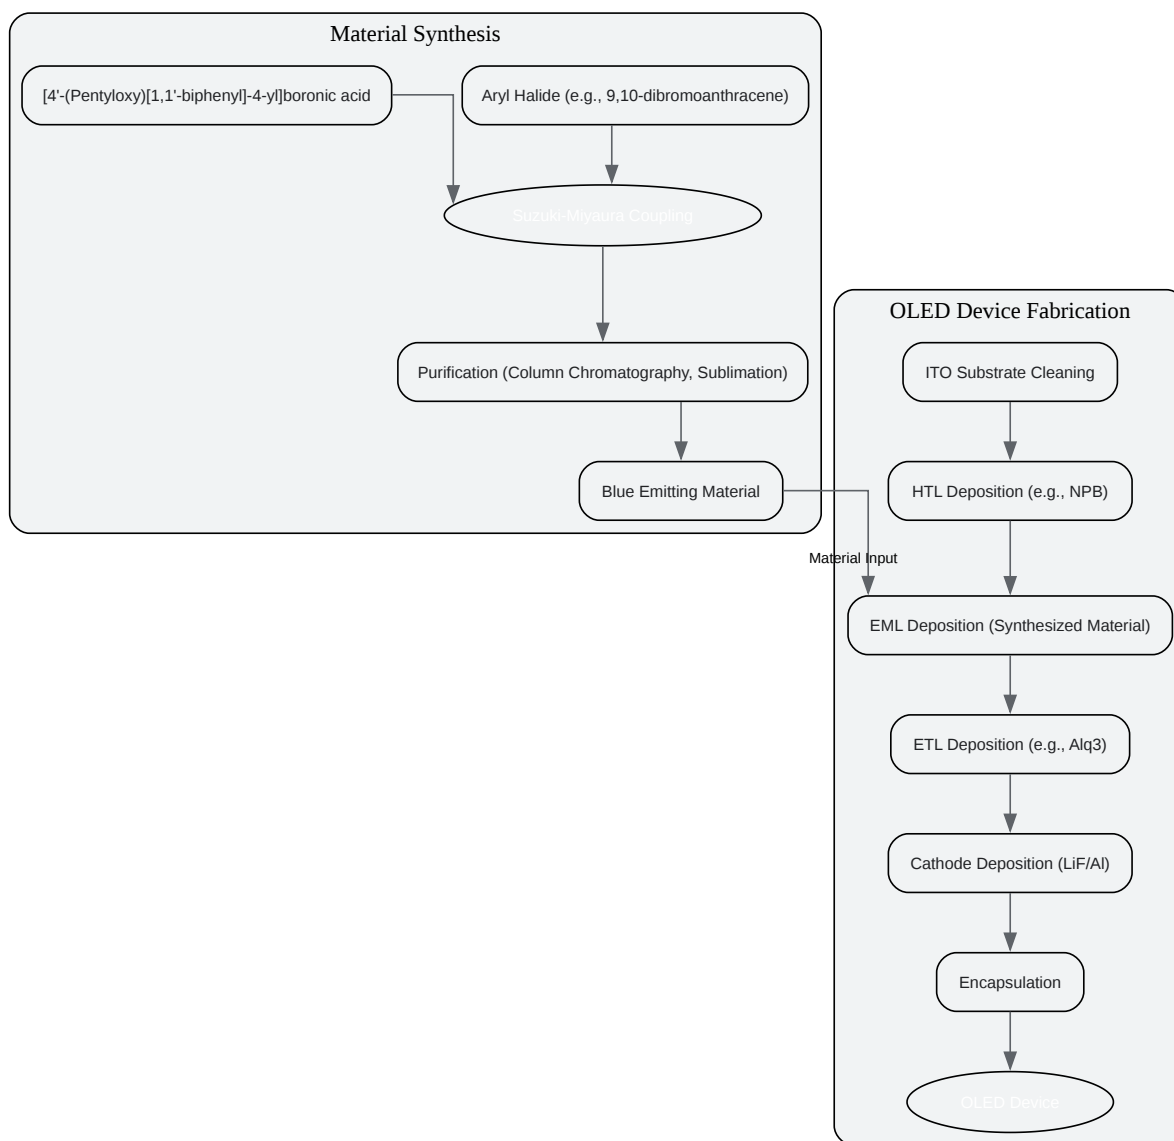 Material Synthesis
[4'-(Pentyloxy)[1,1'-biphenyl]-4-yl]boronic acid
Aryl Halide (e.g., 9,10-dibromoanthracene)
Suzuki-Miyaura Coupling
Purification (Column Chromatography, Sublimation)
Blue Emitting Material
Material Input
OLED Device Fabrication
ITO Substrate Cleaning
HTL Deposition (e.g., NPB)
EML Deposition (Synthesized Material)
ETL Deposition (e.g., Alq3)
Cathode Deposition (LiF/Al)
Encapsulation
OLED Device